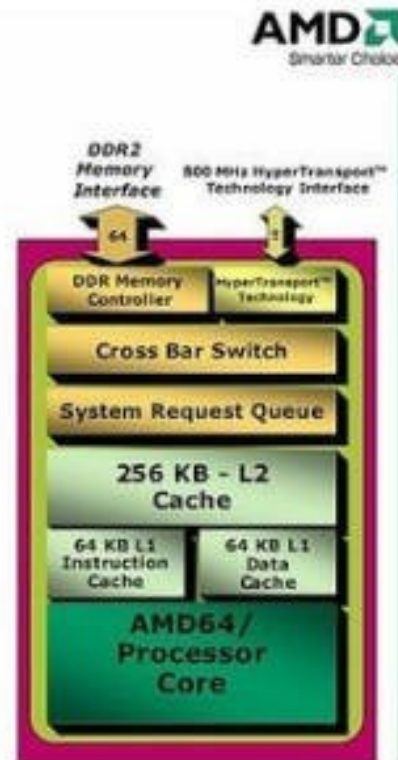 AMD
Smarter Choice
DDR2
Memory
Interface
800 MHz HyperTransport™
Technology Interface
64
DDR Memory
Controller
HyperTransport™
Technology
Cross Bar Switch
System Request Queue
256 KB - L2
Cache
64 KB L1
Instruction
Cache
64 KB L1
Data
Cache
AMD64/
Processor
Core